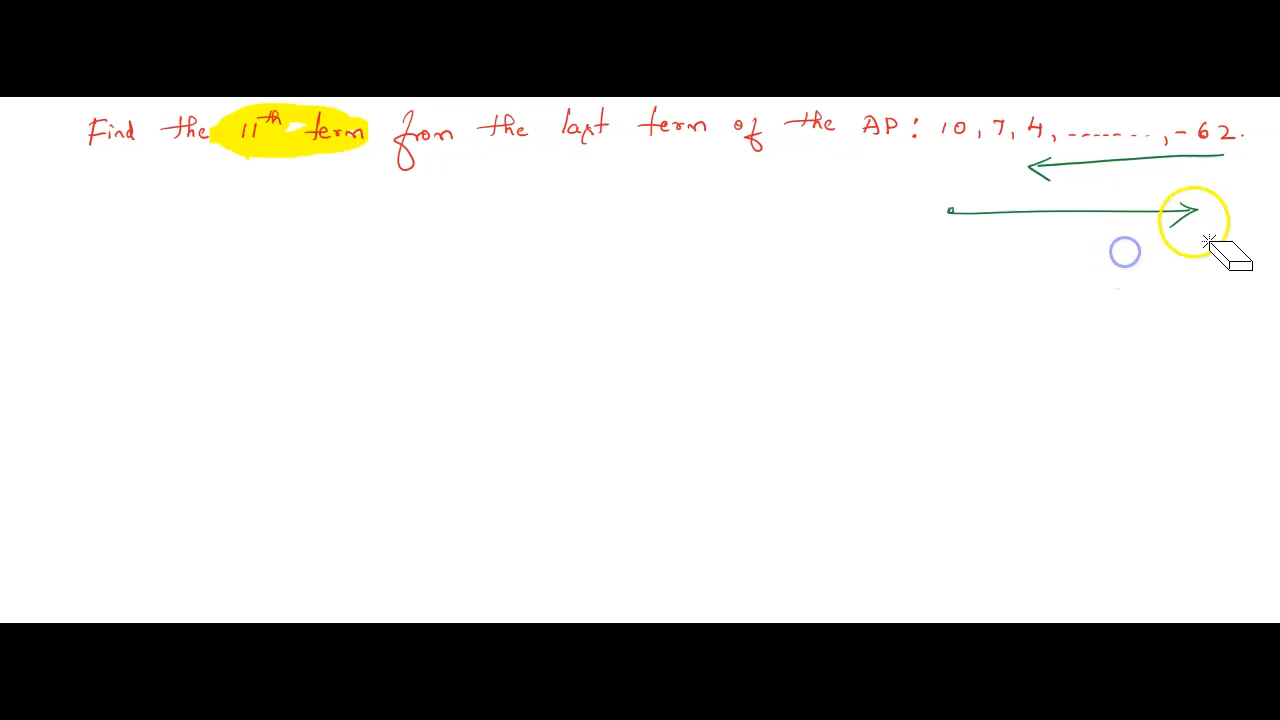 Find the 11th term from the last term of the AP : 10, 7, 4, ........, -62.